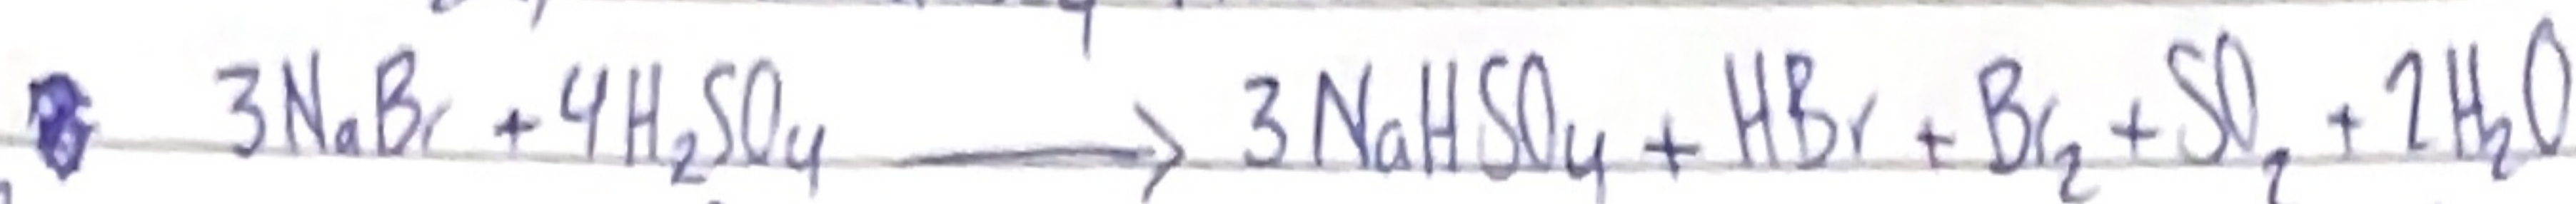 3NaBr + 4H₂SO₄ ⟶ 3NaHSO₄ + HBr + Br₂ + SO₂ + 2H₂O